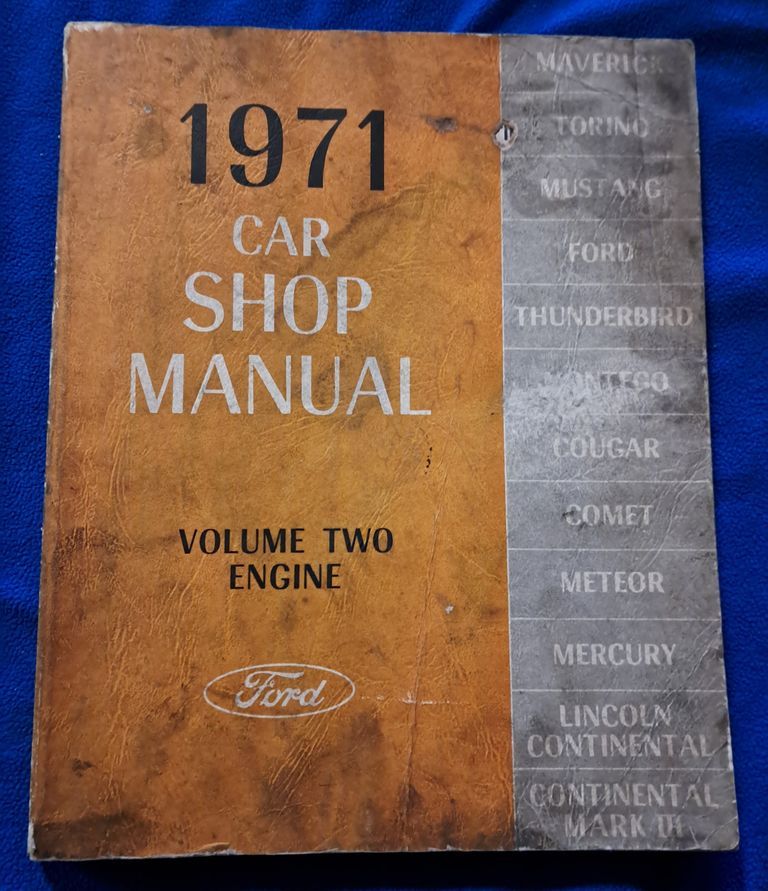 1971
CAR
SHOP
MANUAL
VOLUME TWO
ENGINE
Ford
MAVERICK
TORINO
MUSTANG
FORD
THUNDERBIRD
MONTEGO
COUGAR
COMET
METEOR
MERCURY
LINCOLN
CONTINENTAL
CONTINENTAL
MARK III